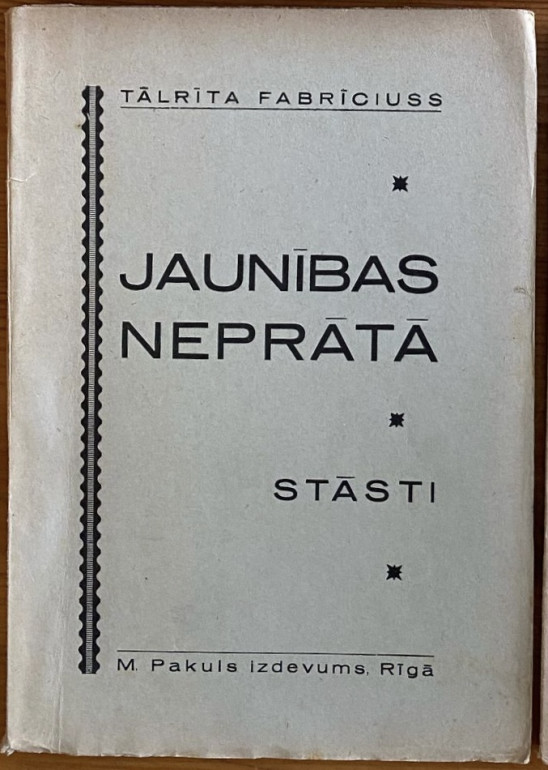 TĀLRĪTA FABRĪCIUSS
JAUNĪBAS
NEPRĀTĀ
STĀSTI
M. Pakuls izdevums, Rīgā